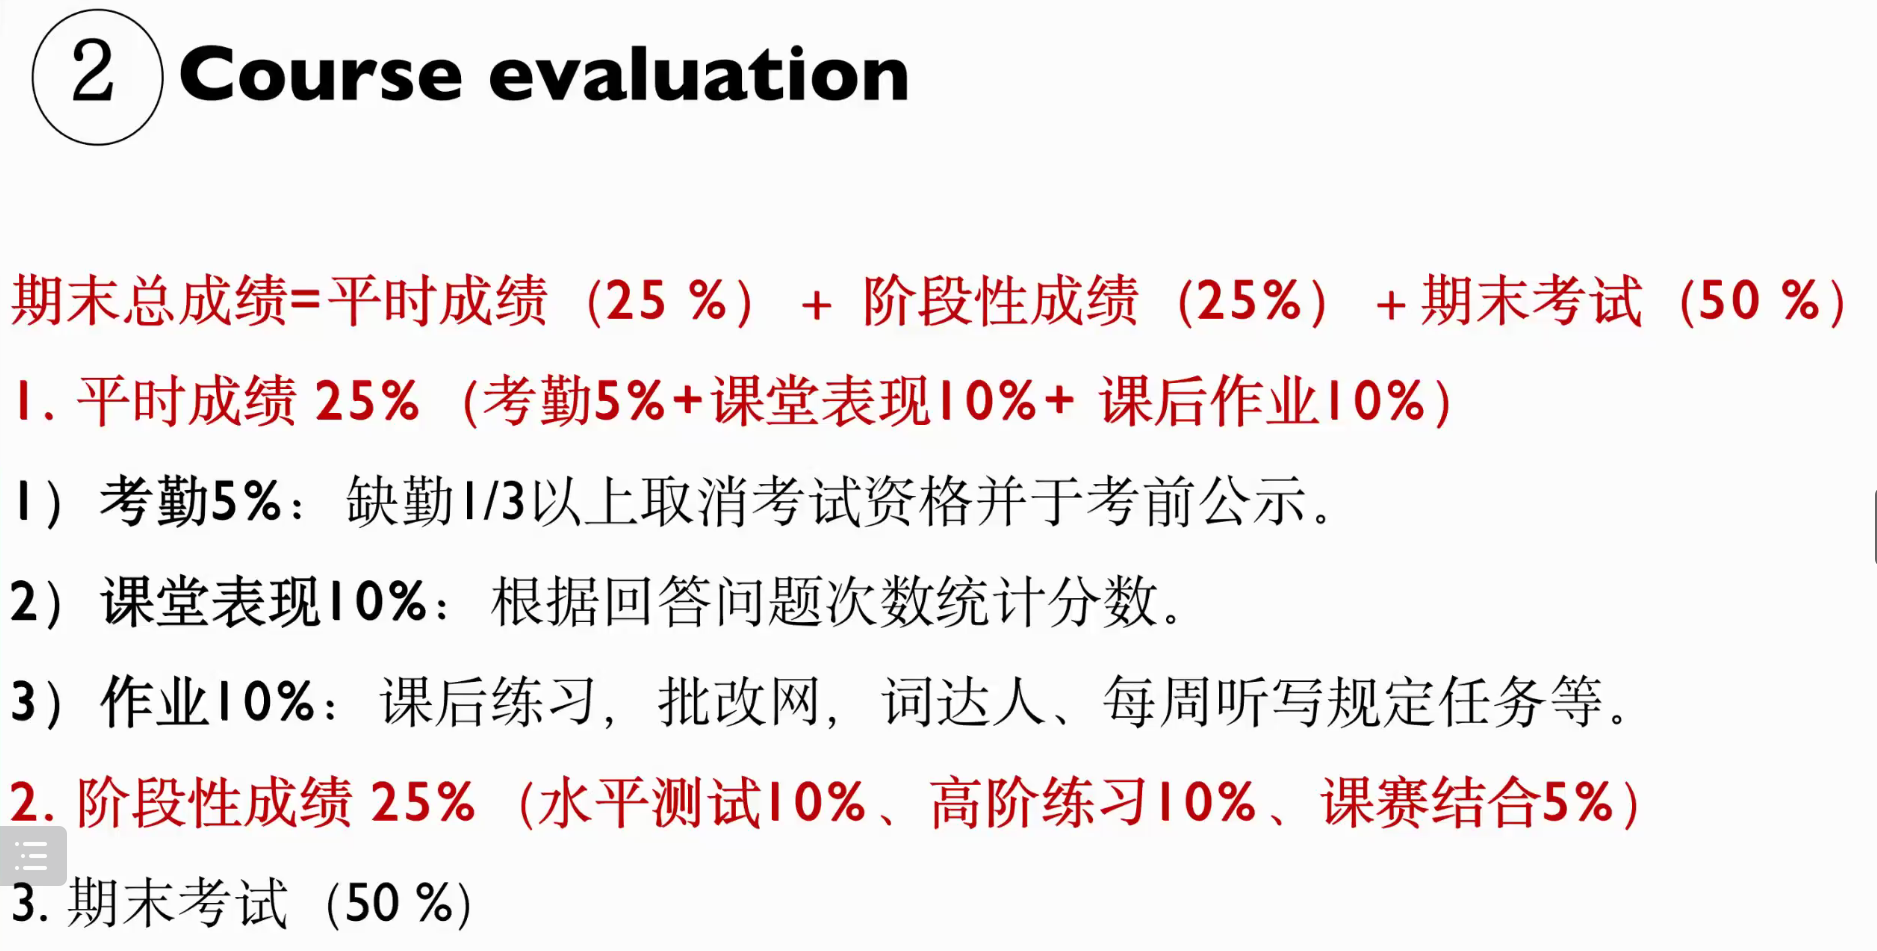 2 Course evaluation
期末总成绩=平时成绩（25 %） + 阶段性成绩（25%） +期末考试（50 %）
1. 平时成绩 25%（考勤5%+课堂表现10%+ 课后作业10%）
1）考勤5%：缺勤1/3以上取消考试资格并于考前公示。
2）课堂表现10%：根据回答问题次数统计分数。
3）作业10%：课后练习，批改网，词达人、每周听写规定任务等。
2. 阶段性成绩 25%（水平测试10%、高阶练习10%、课赛结合5%）
3. 期末考试（50 %）